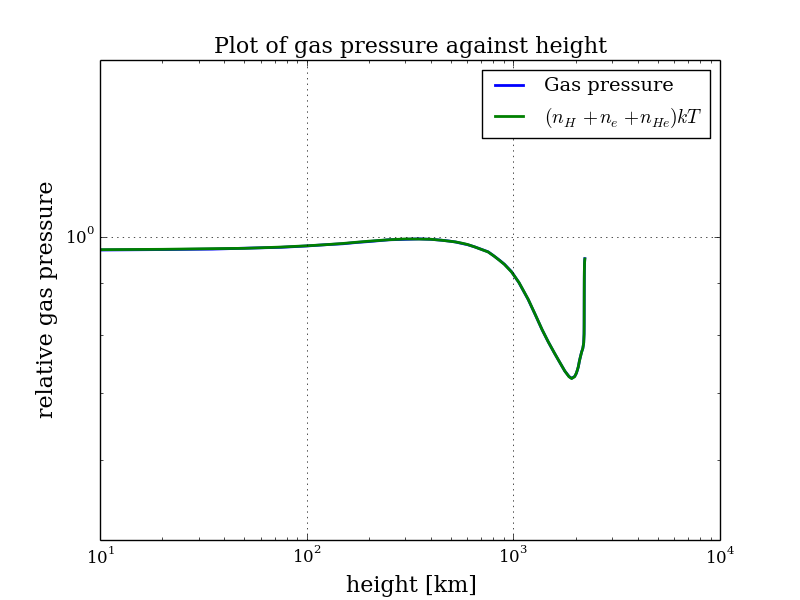 Plot of gas pressure against height
Gas pressure
(n_H + n_e + n_He)kT
10^0
relative gas pressure
10^1 10^2 10^3 10^4
height [km]